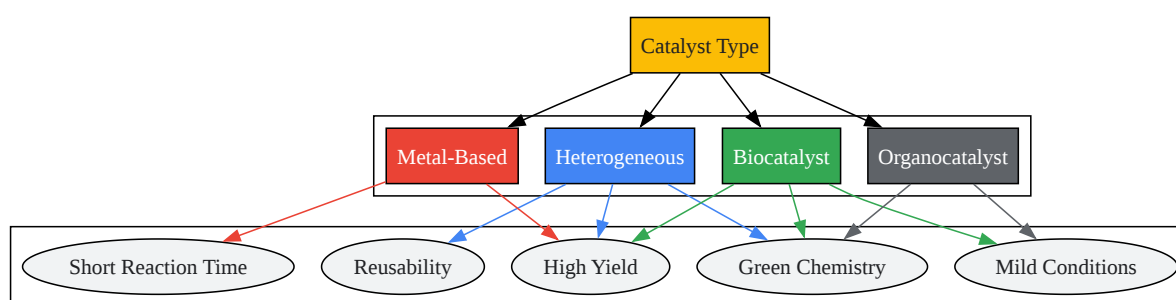 Catalyst Type
Metal-Based
Heterogeneous
Biocatalyst
Organocatalyst
Short Reaction Time
Reusability
High Yield
Green Chemistry
Mild Conditions